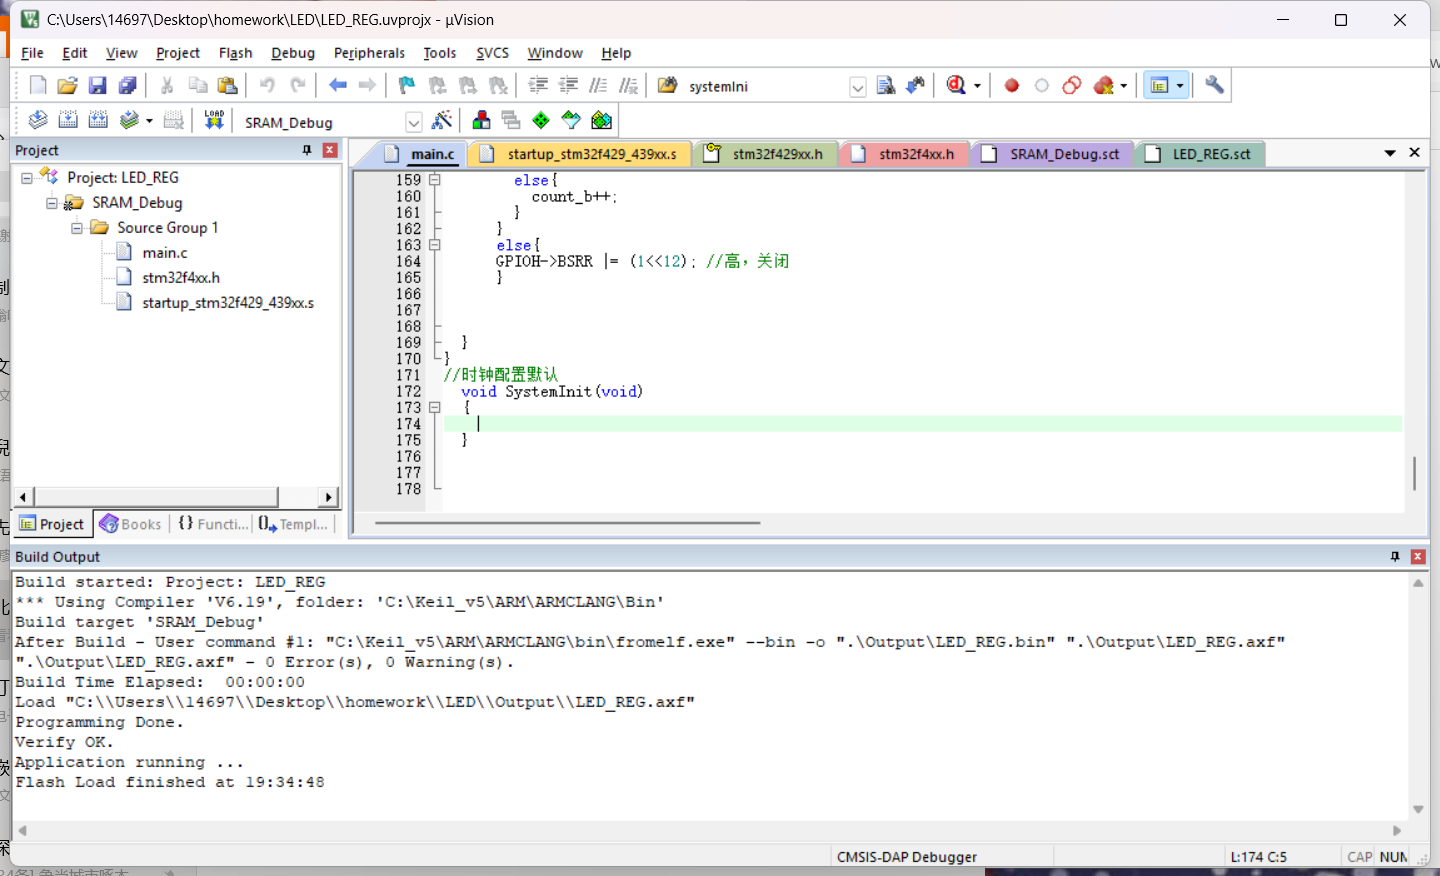 C:\Users\14697\Desktop\homework\LED\LED_REG.uvprojx - µVision
File Edit View Project Flash Debug Peripherals Tools SVCS Window Help
systemIni
LOAD SRAM_Debug
Project
Project: LED_REG
SRAM_Debug
Source Group 1
main.c
stm32f4xx.h
startup_stm32f429_439xx.s
Project Books {} Functi... Templ...
main.c startup_stm32f429_439xx.s stm32f429xx.h stm32f4xx.h SRAM_Debug.sct LED_REG.sct
159 else{
160 count_b++;
161 }
162 }
163 else{
164 GPIOH->BSRR |= (1<<12); //高，关闭
165 }
166
167
168
169 }
170 }
171 //时钟配置默认
172 void SystemInit(void)
173 {
174
175 }
176
177
178
Build Output
Build started: Project: LED_REG
*** Using Compiler 'V6.19', folder: 'C:\Keil_v5\ARM\ARMCLANG\Bin'
Build target 'SRAM_Debug'
After Build - User command #1: "C:\Keil_v5\ARM\ARMCLANG\bin\fromelf.exe" --bin -o ".\Output\LED_REG.bin" ".\Output\LED_REG.axf"
".\Output\LED_REG.axf" - 0 Error(s), 0 Warning(s).
Build Time Elapsed:  00:00:00
Load "C:\\Users\\14697\\Desktop\\homework\\LED\\Output\\LED_REG.axf"
Programming Done.
Verify OK.
Application running ...
Flash Load finished at 19:34:48
CMSIS-DAP Debugger L:174 C:5 CAP NUM